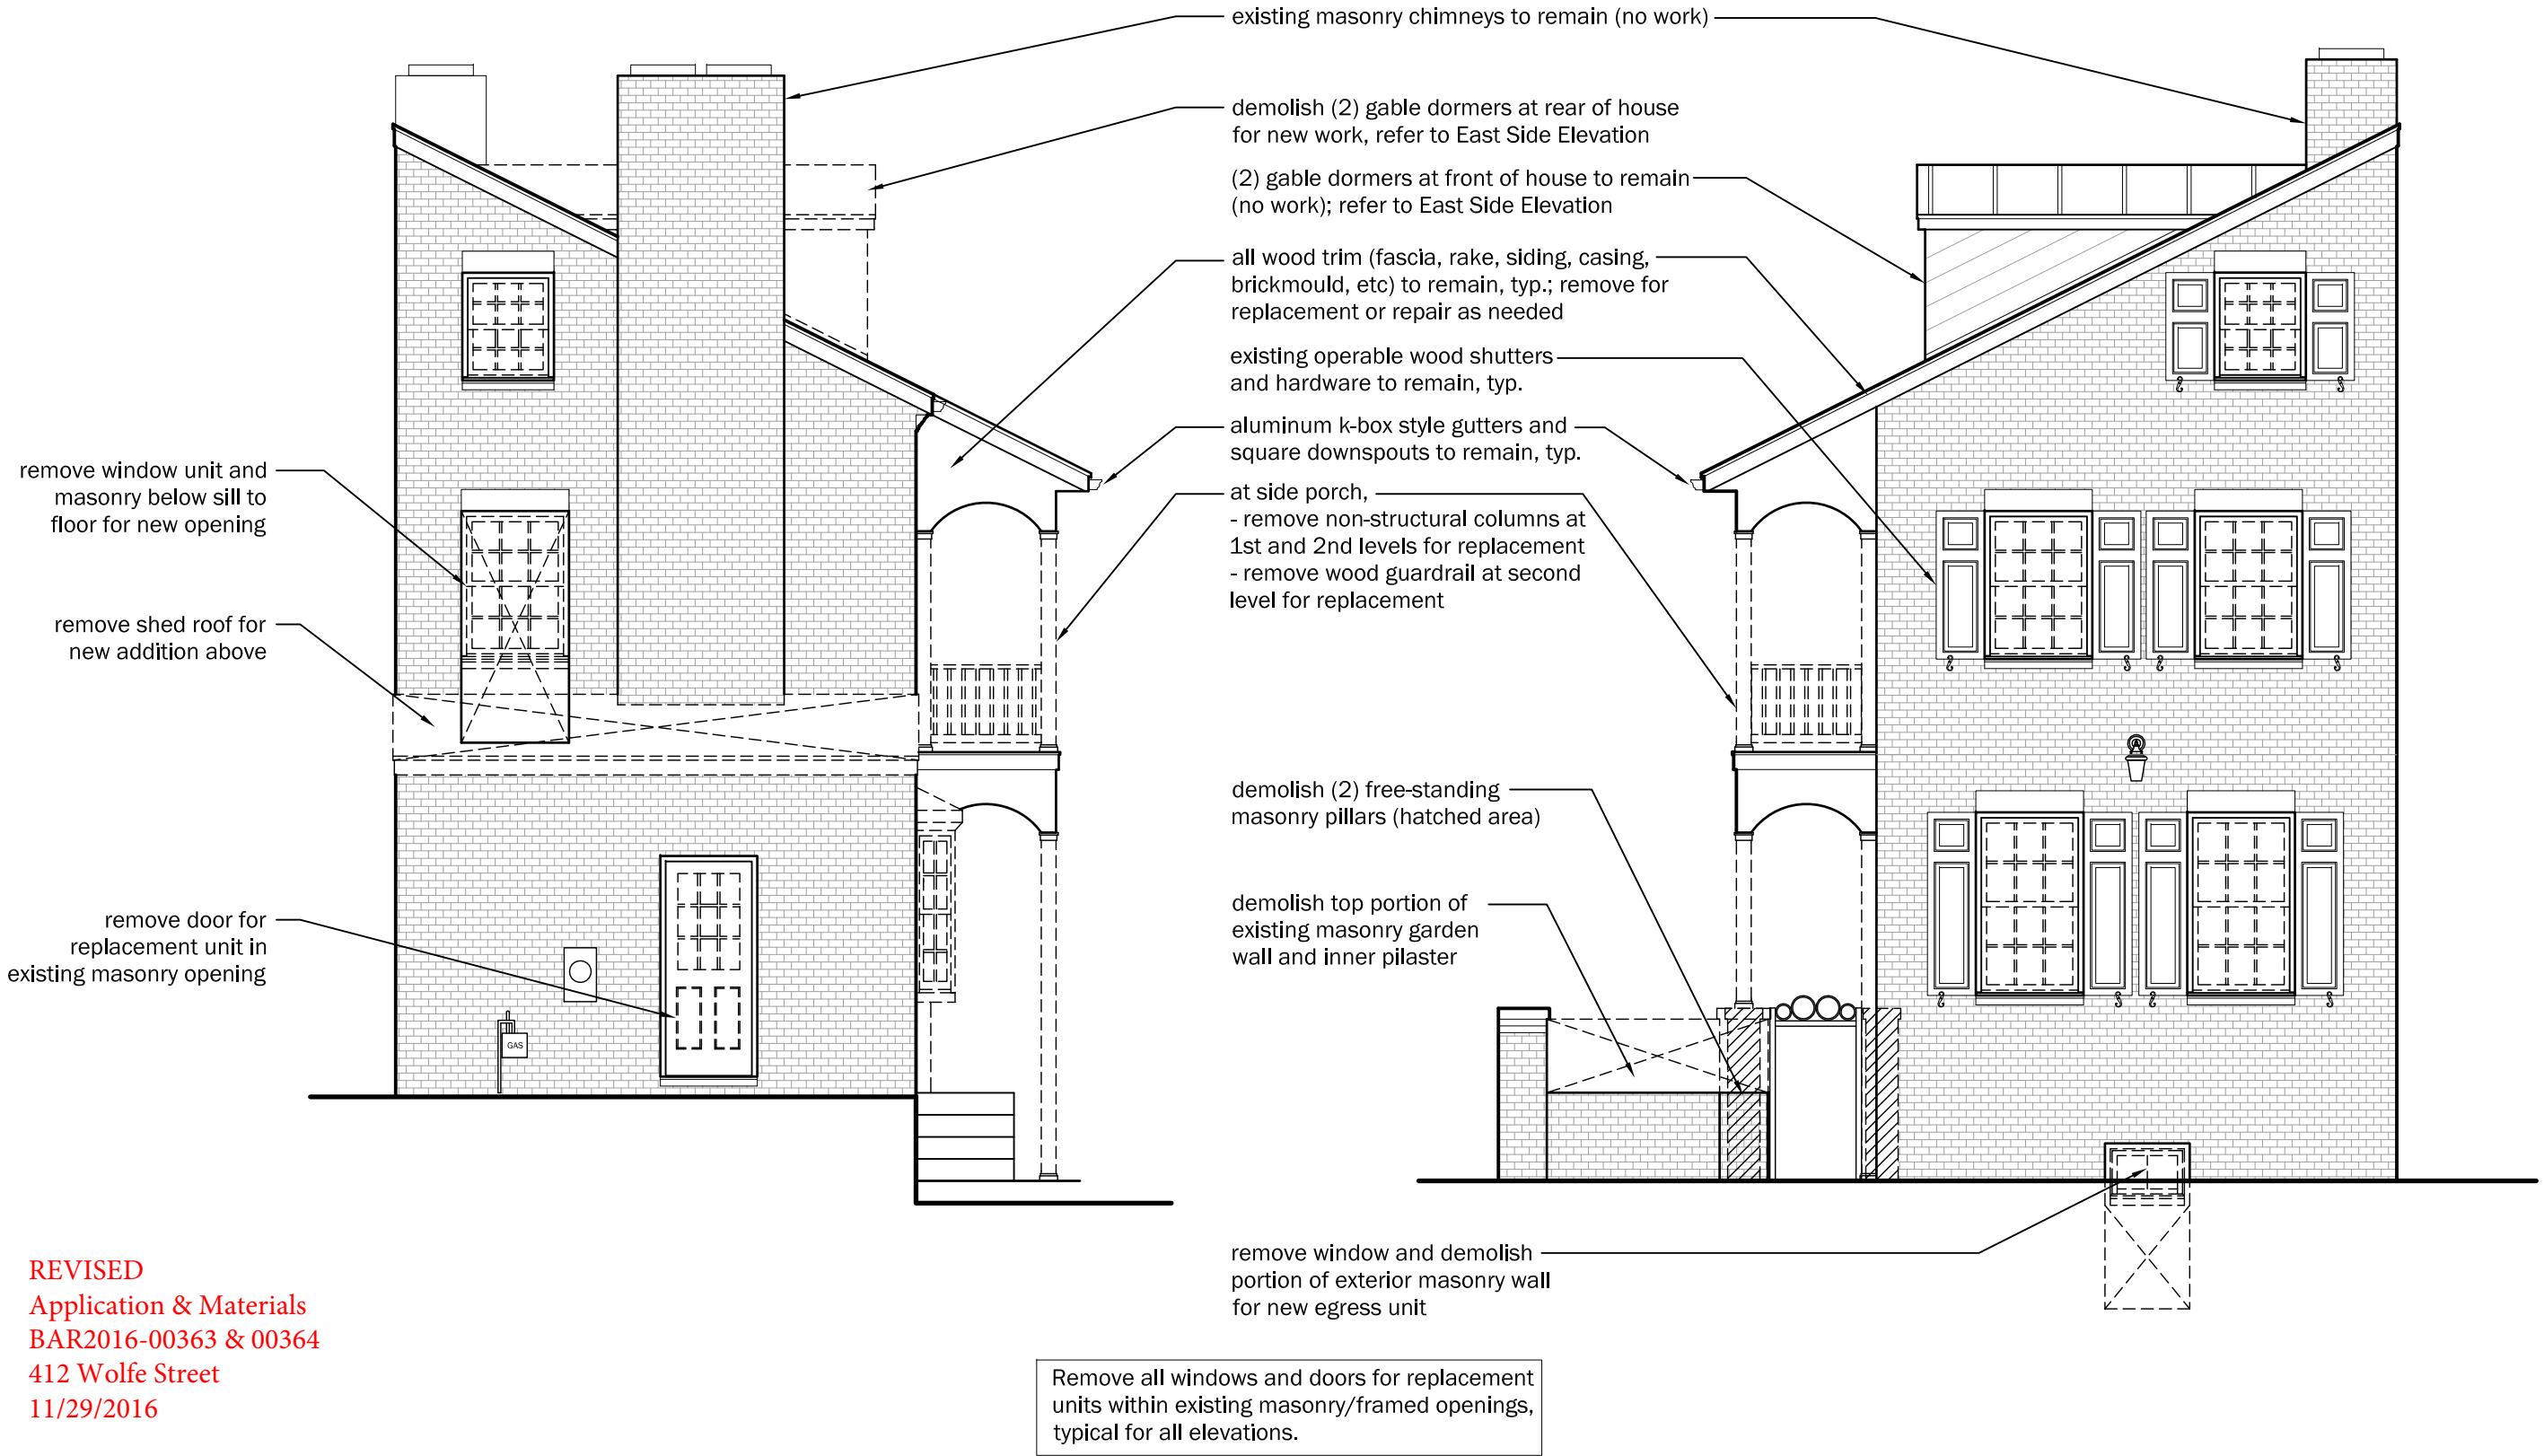 existing masonry chimneys to remain (no work)
demolish (2) gable dormers at rear of house
for new work, refer to East Side Elevation
(2) gable dormers at front of house to remain
(no work); refer to East Side Elevation
all wood trim (fascia, rake, siding, casing,
brickmould, etc) to remain, typ.; remove for
replacement or repair as needed
existing operable wood shutters
and hardware to remain, typ.
aluminum k-box style gutters and
square downspouts to remain, typ.
at side porch,
- remove non-structural columns at
1st and 2nd levels for replacement
- remove wood guardrail at second
level for replacement
remove window unit and
masonry below sill to
floor for new opening
remove shed roof for
new addition above
remove door for
replacement unit in
existing masonry opening
GAS
demolish (2) free-standing
masonry pillars (hatched area)
demolish top portion of
existing masonry garden
wall and inner pilaster
remove window and demolish
portion of exterior masonry wall
for new egress unit
REVISED
Application & Materials
BAR2016-00363 & 00364
412 Wolfe Street
11/29/2016
Remove all windows and doors for replacement
units within existing masonry/framed openings,
typical for all elevations.